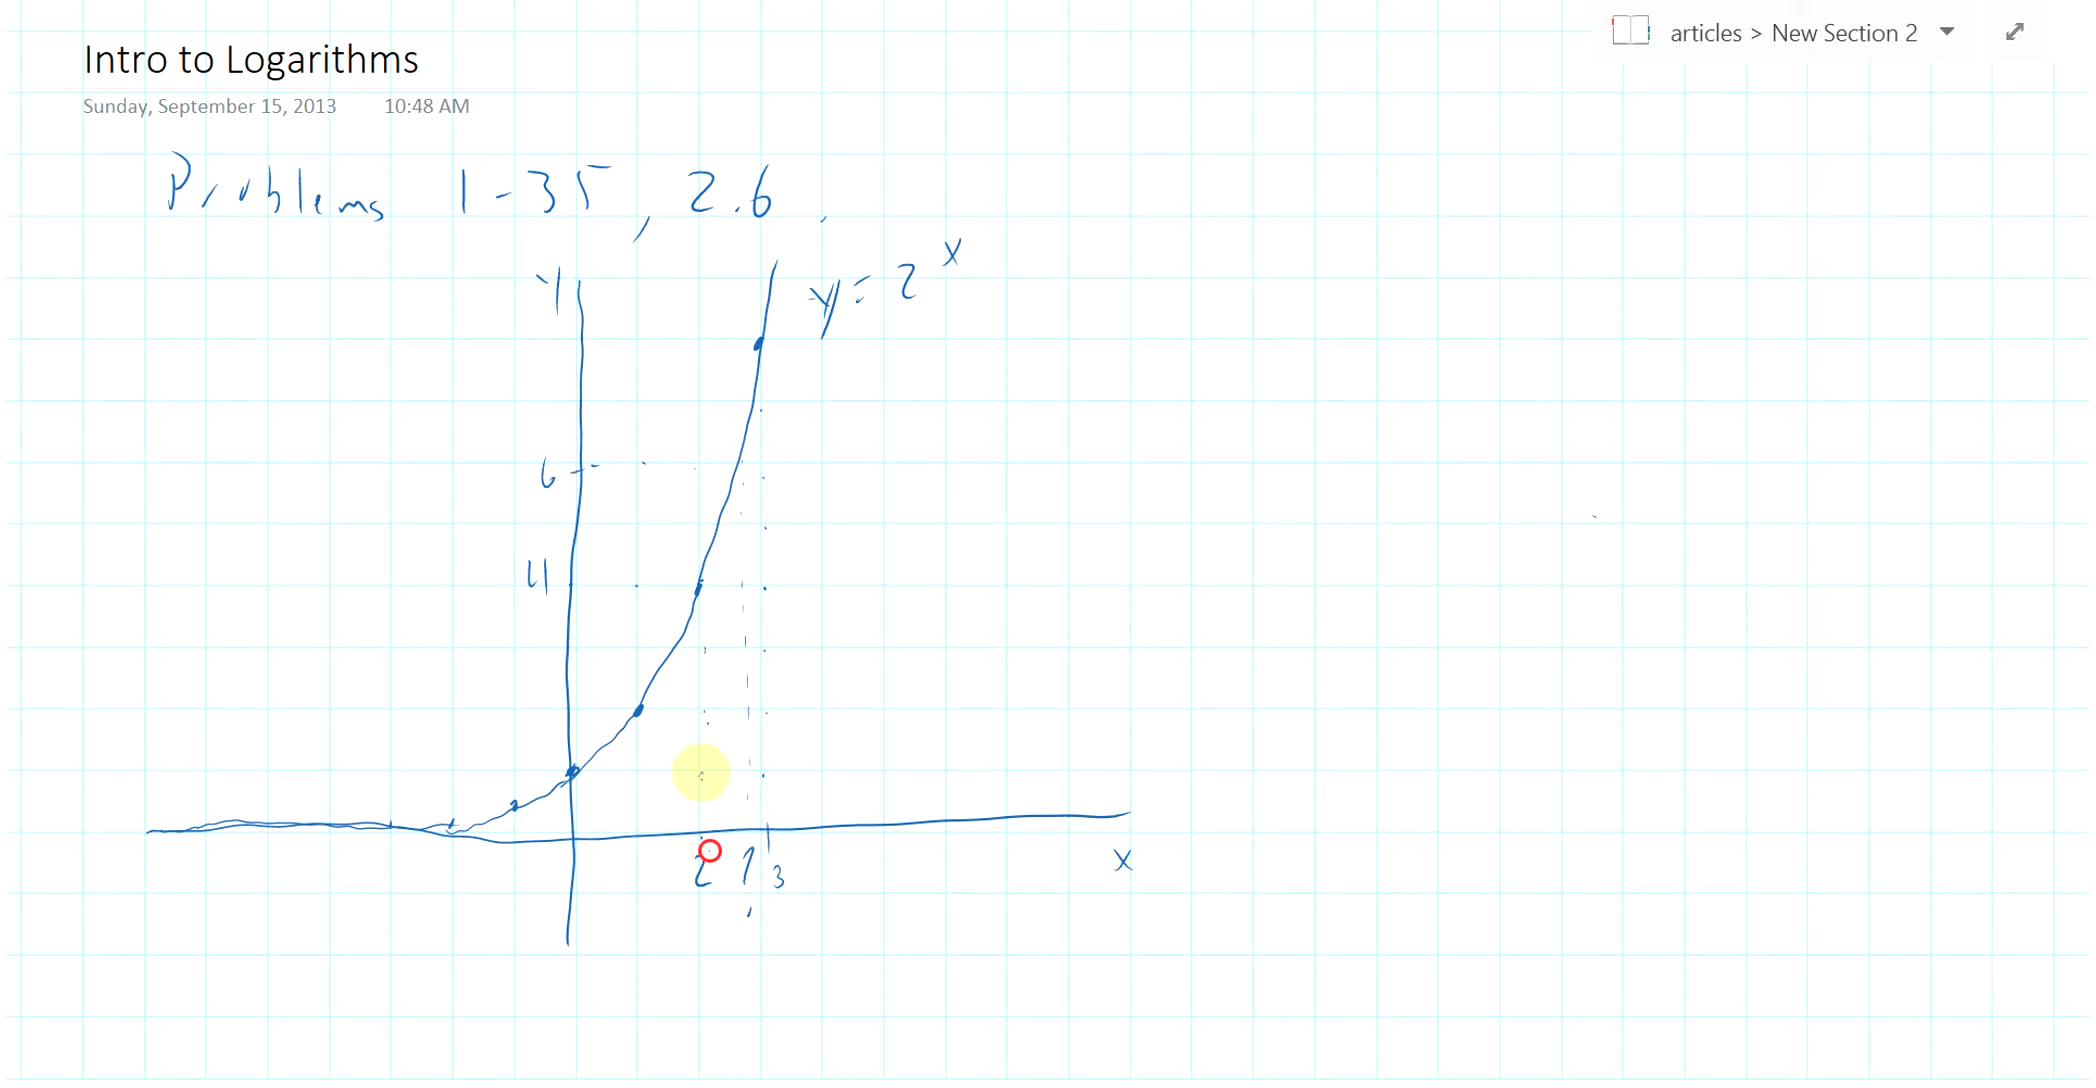 articles > New Section 2
Intro to Logarithms
Sunday, September 15, 2013 10:48 AM
Problems 1-35, 2.6.
y
y = 2^x
6
4
2 ? 3
x